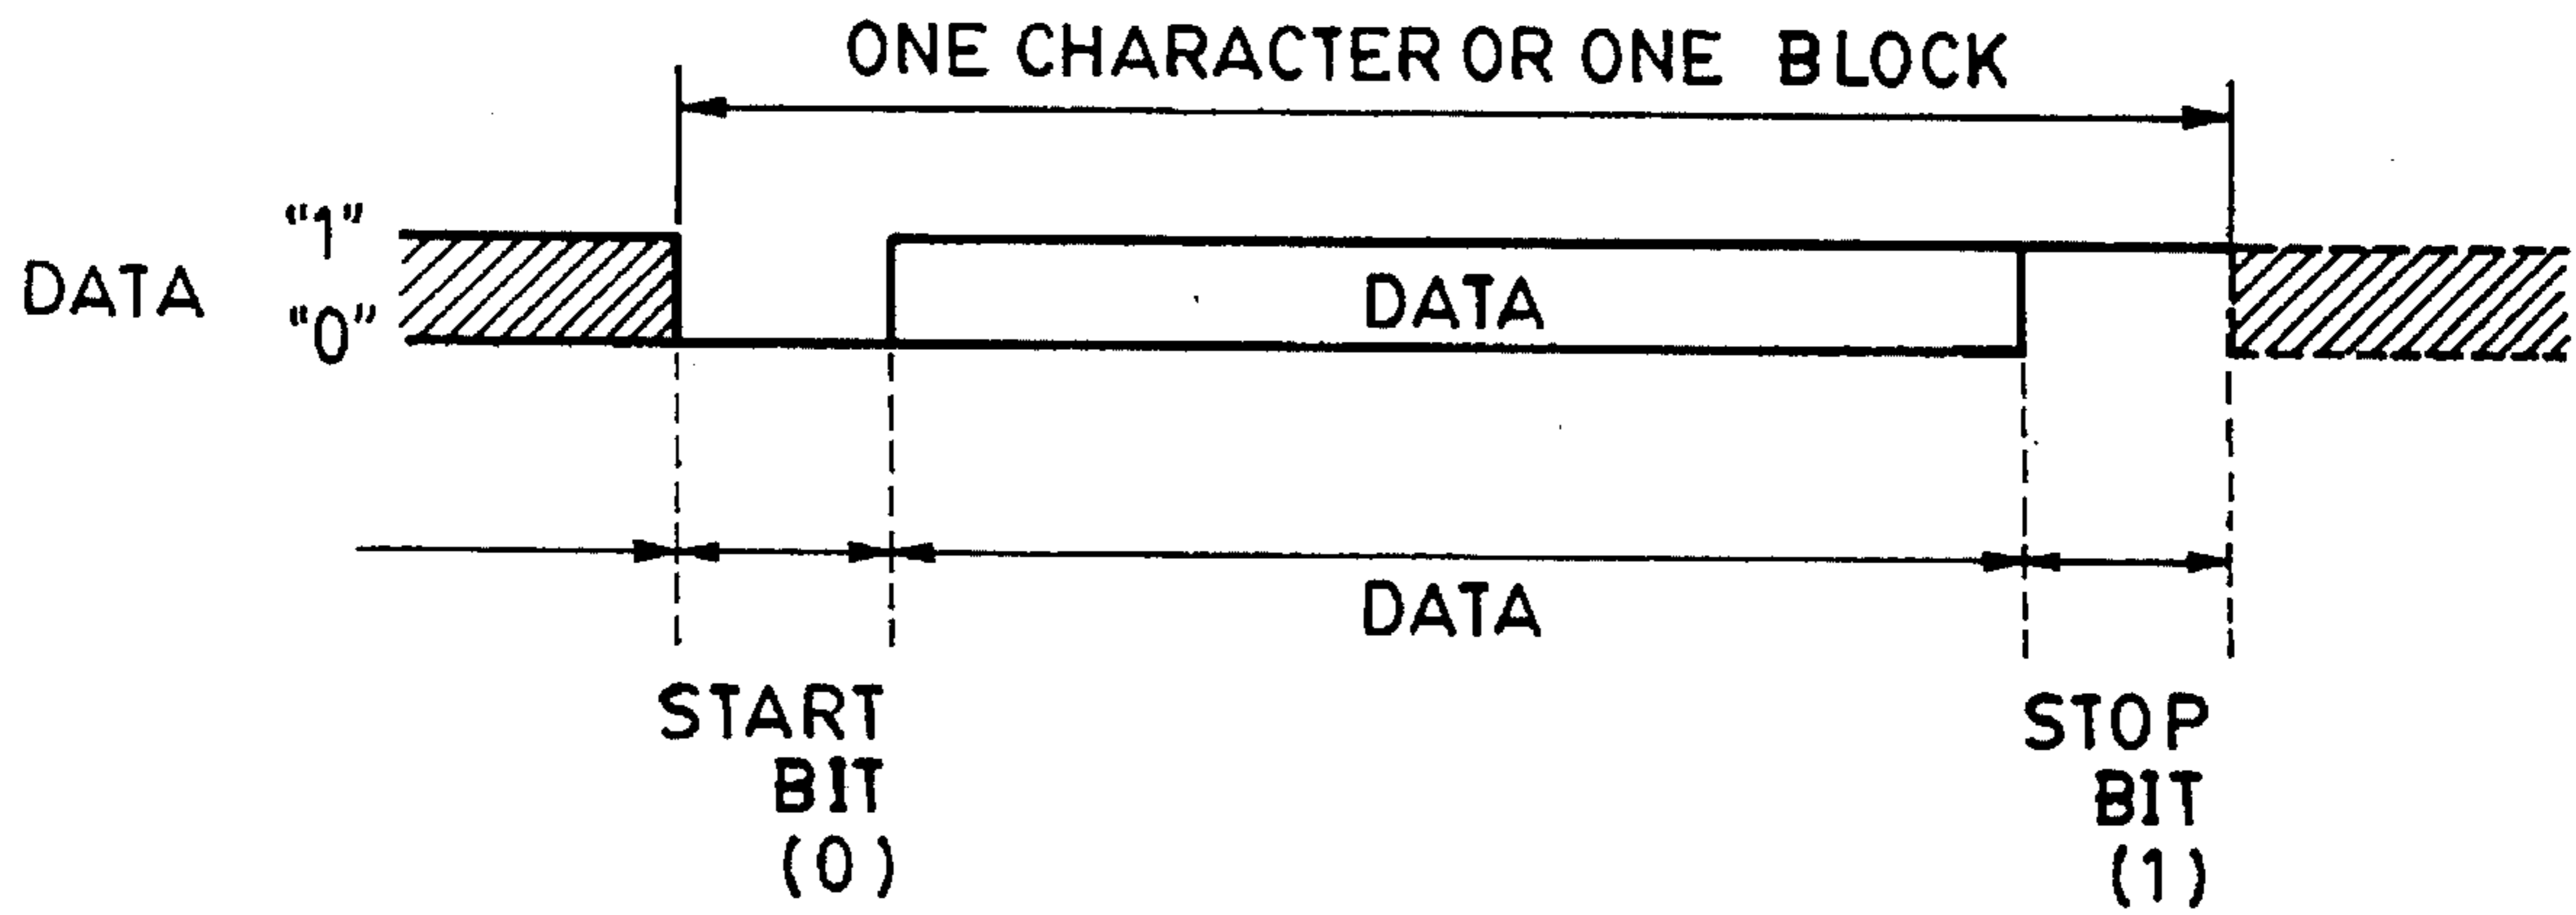 ONE CHARACTER OR ONE BLOCK
"1"
DATA
"0"
DATA
DATA
START
BIT
(0)
STOP
BIT
(1)